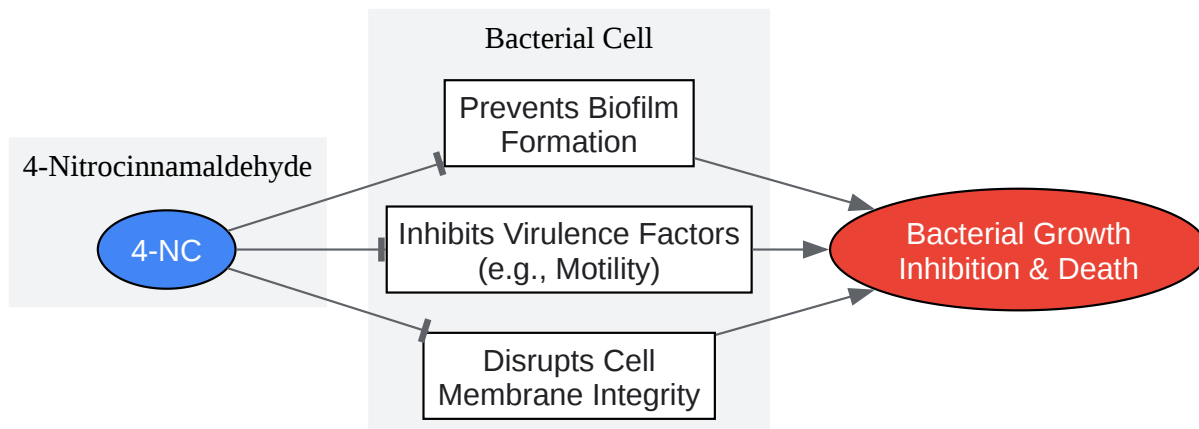 4-Nitrocinnamaldehyde
4-NC
Bacterial Cell
Prevents Biofilm
Formation
Inhibits Virulence Factors
(e.g., Motility)
Disrupts Cell
Membrane Integrity
Bacterial Growth
Inhibition & Death